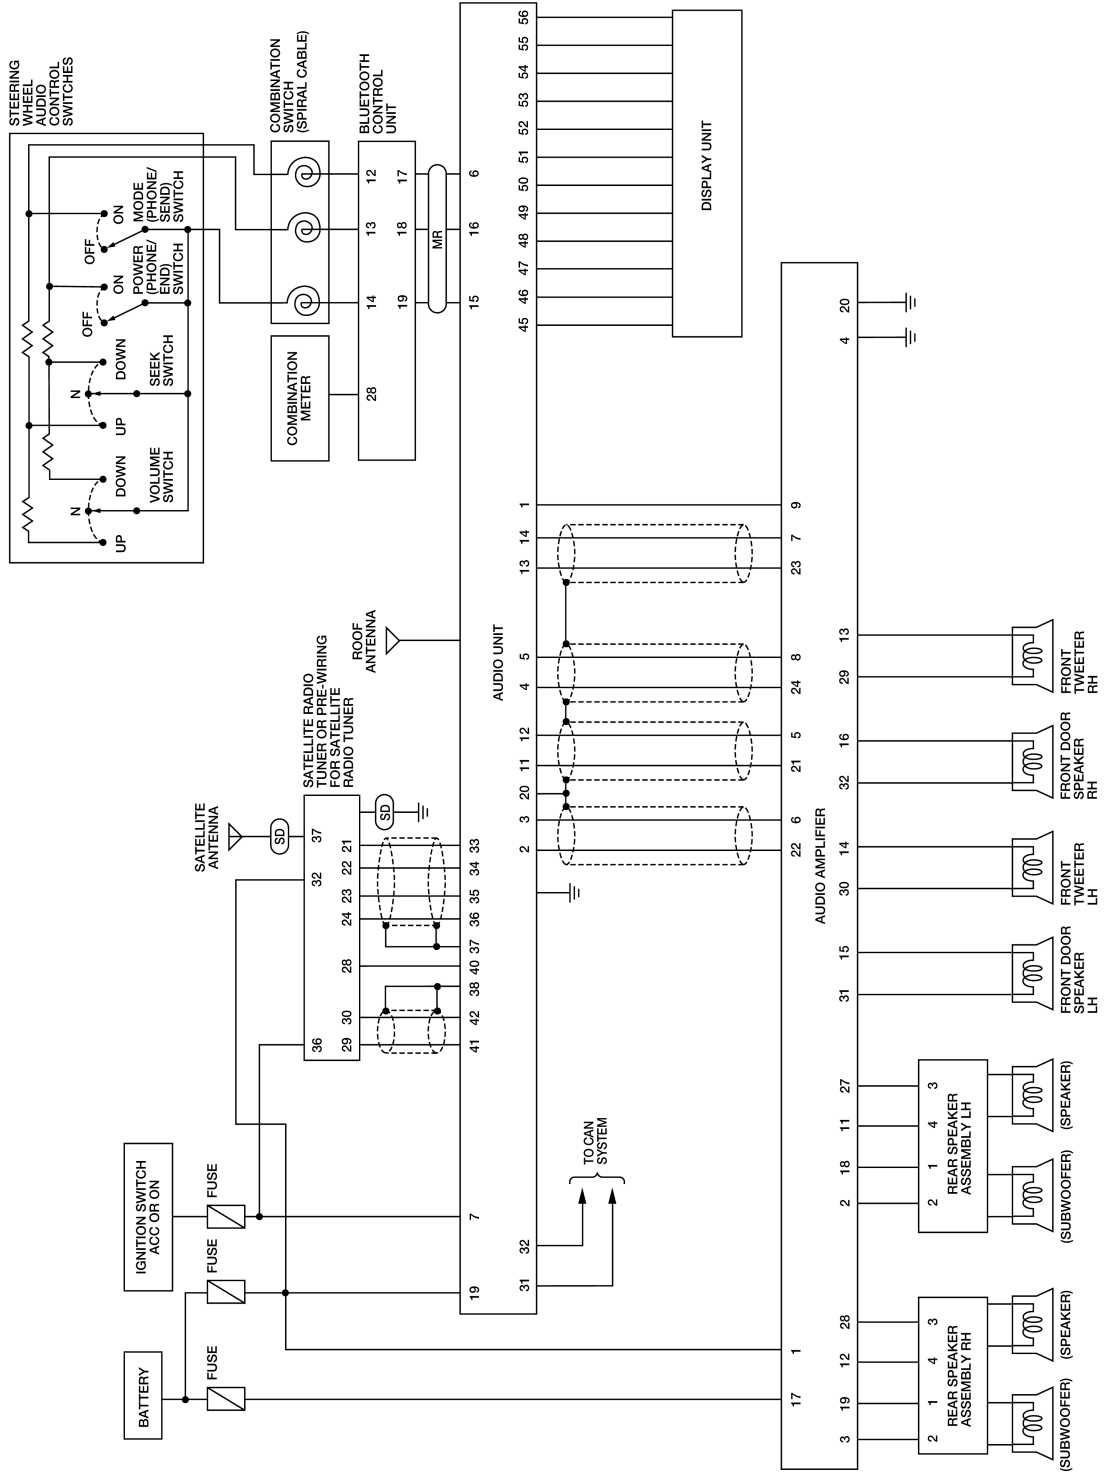 BATTERY
IGNITION SWITCH
ACC OR ON
FUSE
FUSE
FUSE
SATELLITE
ANTENNA
SD
STEERING
WHEEL
AUDIO
CONTROL
SWITCHES
UP
N
DOWN
VOLUME
SWITCH
UP
N
DOWN
SEEK
SWITCH
OFF
ON
POWER
(PHONE/
END)
SWITCH
OFF
ON
MODE
(PHONE/
SEND)
SWITCH
COMBINATION
SWITCH
(SPIRAL CABLE)
COMBINATION
METER
BLUETOOTH
CONTROL
UNIT
28
14
13
12
19
18
17
MR
SATELLITE RADIO
TUNER OR PRE-WIRING
FOR SATELLITE
RADIO TUNER
36
32
37
29
30
28
24
23
22
21
SD
ROOF
ANTENNA
19
7
41
42
38
40
37
36
35
34
33
15
16
6
AUDIO UNIT
31
32
2
3
20
11
12
4
5
13
14
1
45
46
47
48
49
50
51
52
53
54
55
56
TO CAN
SYSTEM
DISPLAY UNIT
17
1
22
6
21
5
24
8
23
7
9
AUDIO AMPLIFIER
3
19
12
28
2
18
11
27
31
15
30
14
32
16
29
13
4
20
2
1
4
3
REAR SPEAKER
ASSEMBLY RH
2
1
4
3
REAR SPEAKER
ASSEMBLY LH
(SUBWOOFER)
(SPEAKER)
(SUBWOOFER)
(SPEAKER)
FRONT DOOR
SPEAKER
LH
FRONT
TWEETER
LH
FRONT DOOR
SPEAKER
RH
FRONT
TWEETER
RH